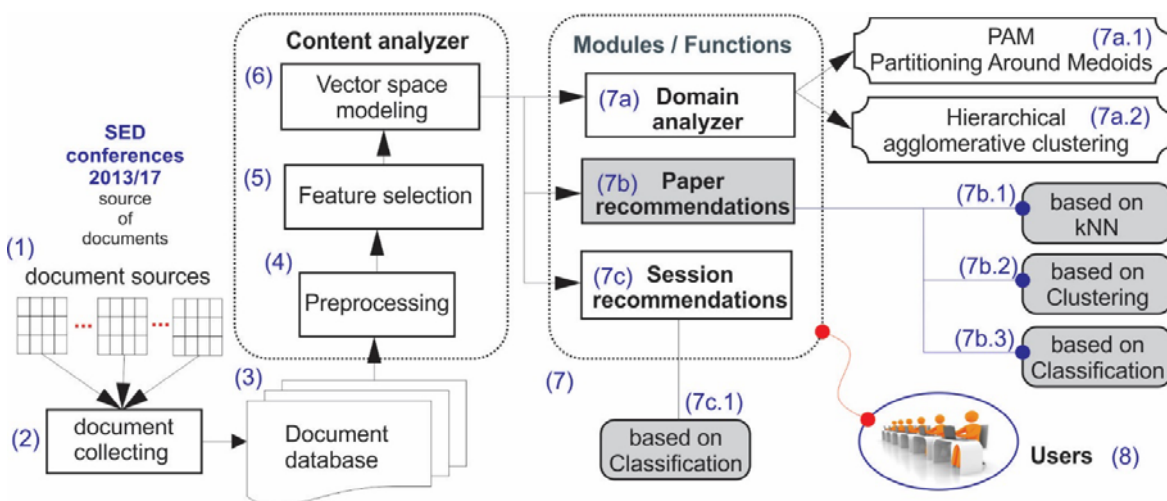 Content analyzer
(6)
Vector space
modeling
(5)
Feature selection
(4)
Preprocessing
SED
conferences
2013/17
source
of
documents
(1)
document sources
... ...
(2)
document
collecting
(3)
Document
database
Modules / Functions
(7a)
Domain
analyzer
(7b)
Paper
recommendations
(7c)
Session
recommendations
(7)
(7c.1)
based on
Classification
PAM (7a.1)
Partitioning Around Medoids
Hierarchical (7a.2)
agglomerative clustering
(7b.1)
based on
kNN
(7b.2)
based on
Clustering
(7b.3)
based on
Classification
Users (8)